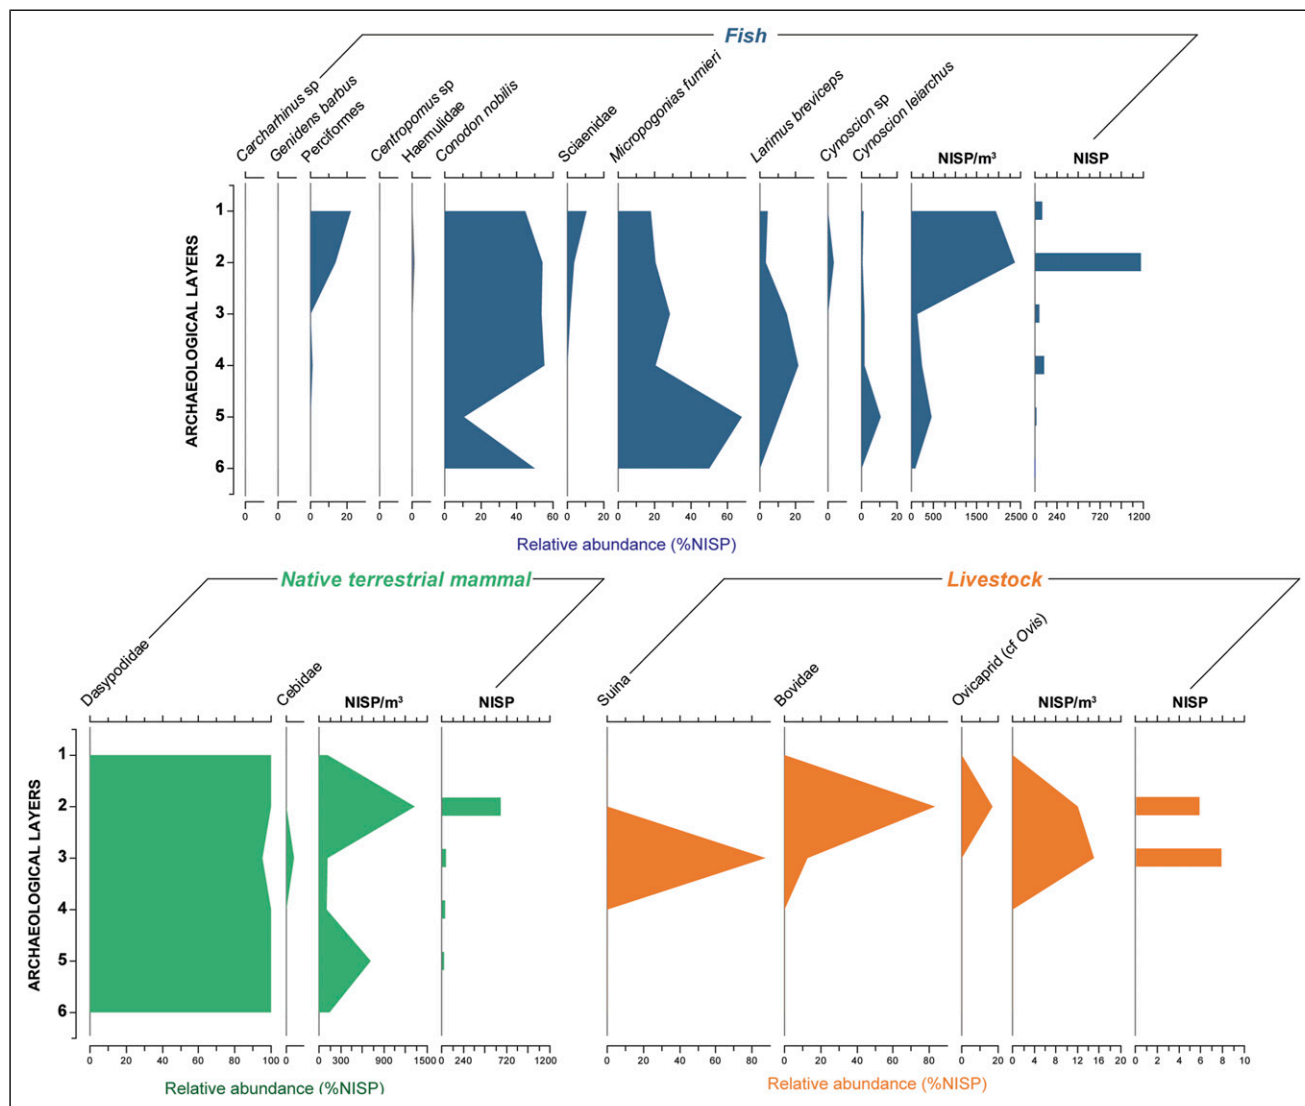 Fish
Carcharhinus sp
Genidens barbus
Perciformes
Centropomus sp
Haemulidae
Conodon nobilis
Sciaenidae
Micropogonias furnieri
Larimus breviceps
Cynoscion sp
Cynoscion leiarchus
NISP/m³
NISP
ARCHAEOLOGICAL LAYERS
1
2
3
4
5
6
0 0 0 20 0 0 0 20 40 60 0 20 0 20 40 60 0 20 0 0 20 0 500 1500 2500 0 240 720 1200
Relative abundance (%NISP)
Native terrestrial mammal
Dasypodidae
Cebidae
NISP/m³
NISP
ARCHAEOLOGICAL LAYERS
1
2
3
4
5
6
0 20 40 60 80 100 0 300 900 1500 0 240 720 1200
Relative abundance (%NISP)
Livestock
Suina
Bovidae
Ovicaprid (cf Ovis)
NISP/m³
NISP
0 20 40 60 80 0 20 40 60 80 0 20 0 4 8 12 16 20 0 2 4 6 8 10
Relative abundance (%NISP)